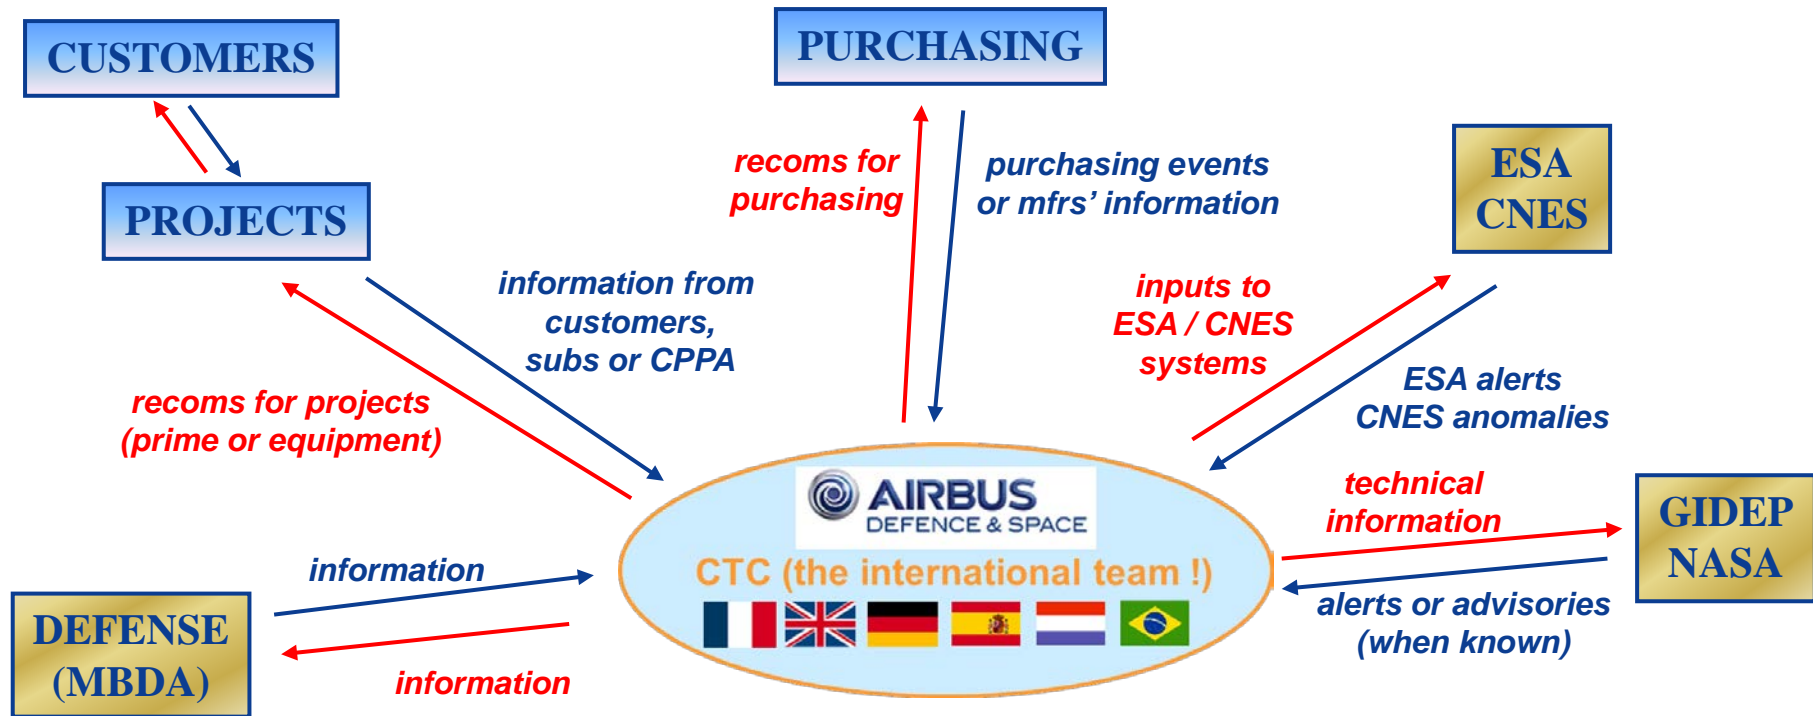 CUSTOMERS
PURCHASING
ESA
CNES
PROJECTS
recoms for
purchasing
purchasing events
or mfrs’ information
information from
customers,
subs or CPPA
inputs to
ESA / CNES
systems
recoms for projects
(prime or equipment)
ESA alerts
CNES anomalies
AIRBUS
DEFENCE & SPACE
CTC (the international team !)
technical
information
GIDEP
NASA
alerts or advisories
(when known)
information
DEFENSE
(MBDA)
information